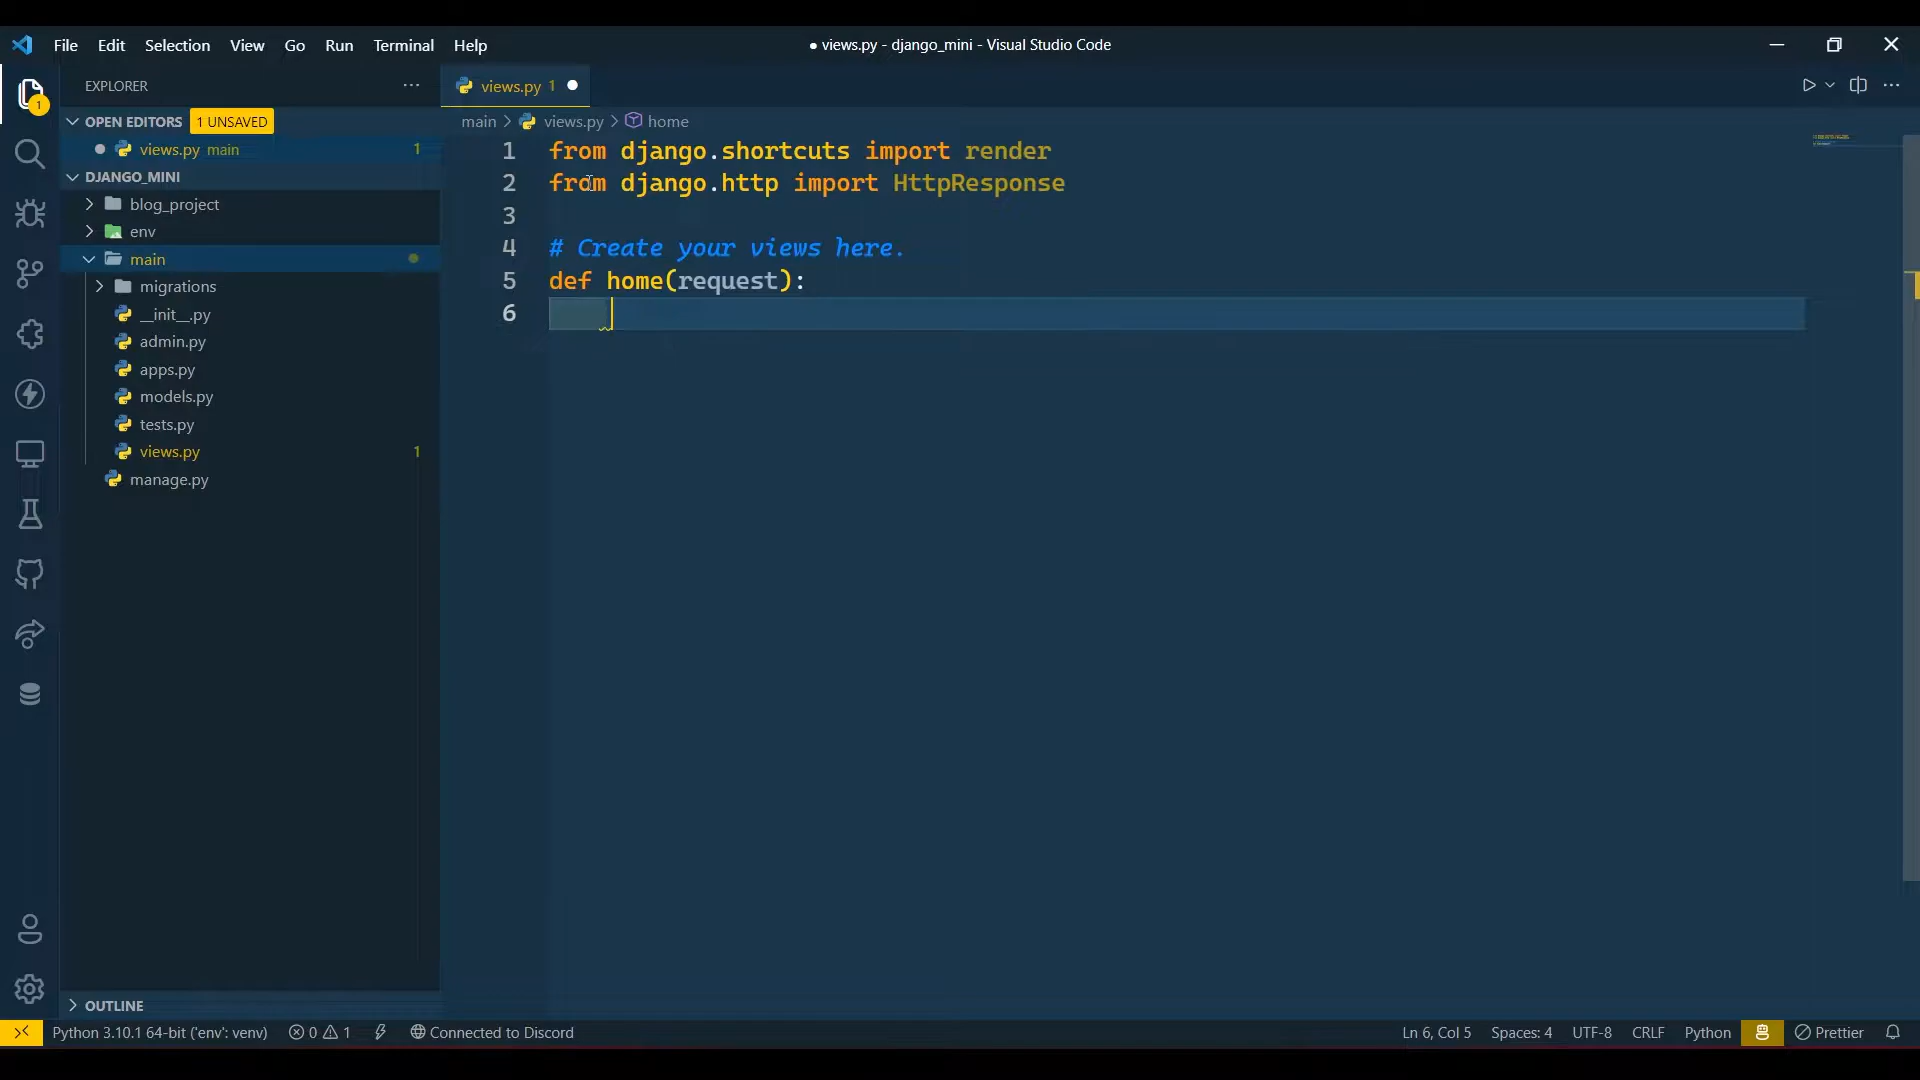 File Edit Selection View Go Run Terminal Help
● views.py - django_mini - Visual Studio Code
EXPLORER
views.py 1
1
OPEN EDITORS 1 UNSAVED
main > views.py > home
views.py main 1
DJANGO_MINI
blog_project
env
main
migrations
__init__.py
admin.py
apps.py
models.py
tests.py
views.py 1
manage.py
OUTLINE
1 from django.shortcuts import render
2 from django.http import HttpResponse
3
4 # Create your views here.
5 def home(request):
6
Python 3.10.1 64-bit ('env': venv) 0 1 Connected to Discord
Ln 6, Col 5 Spaces: 4 UTF-8 CRLF Python Prettier